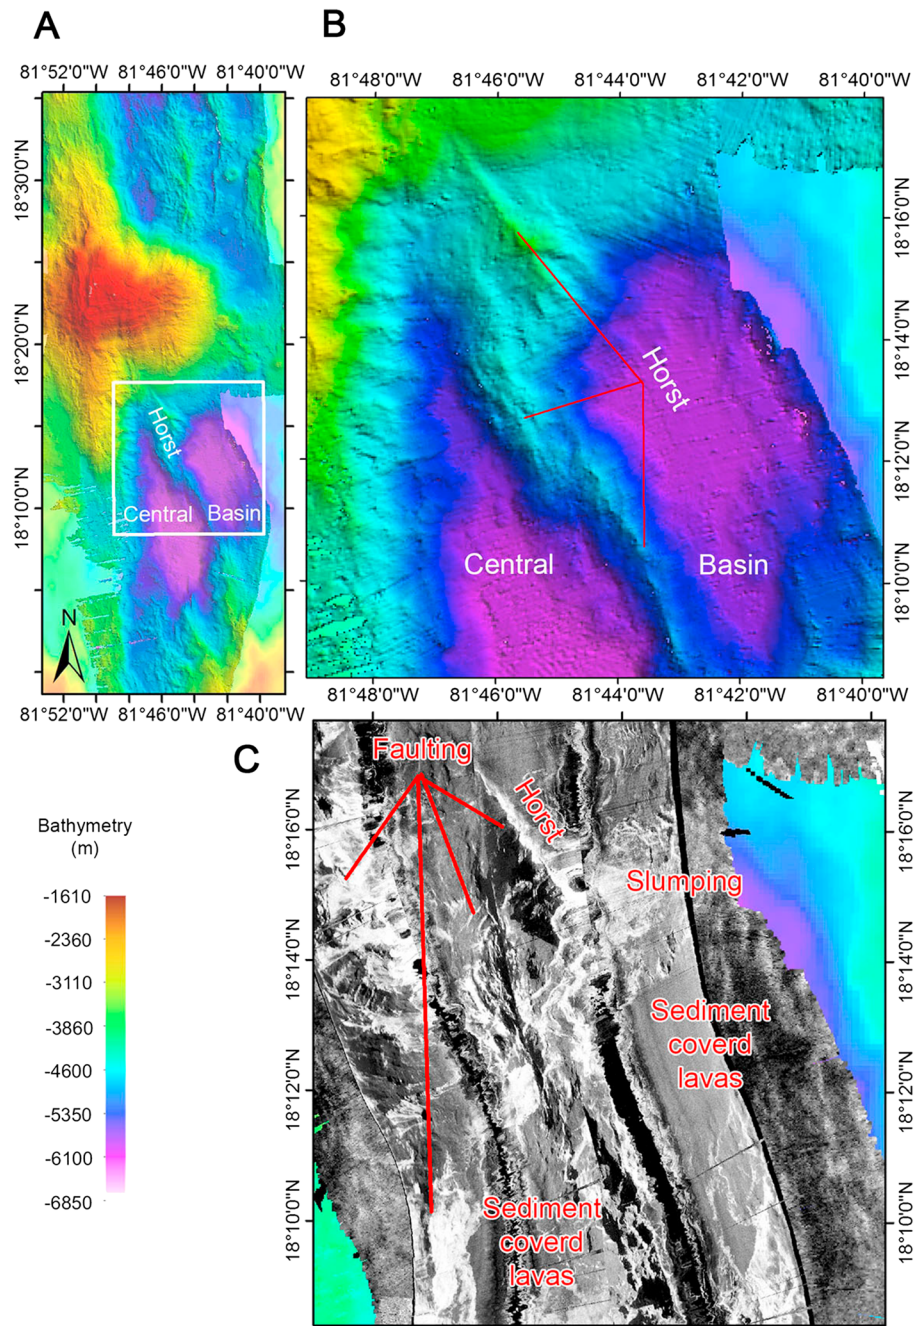 A
B
81°52'0"W 81°46'0"W 81°40'0"W
81°48'0"W 81°46'0"W 81°44'0"W 81°42'0"W 81°40'0"W
18°30'0"N
18°20'0"N
18°10'0"N
Horst
Central Basin
N
81°52'0"W 81°46'0"W 81°40'0"W
Horst
Central
Basin
18°16'0"N
18°14'0"N
18°12'0"N
18°10'0"N
81°48'0"W 81°46'0"W 81°44'0"W 81°42'0"W 81°40'0"W
C
Faulting
Horst
Slumping
Sediment
coverd
lavas
Sediment
coverd
lavas
18°16'0"N
18°14'0"N
18°12'0"N
18°10'0"N
18°16'0"N
18°14'0"N
18°12'0"N
18°10'0"N
Bathymetry
(m)
-1610
-2360
-3110
-3860
-4600
-5350
-6100
-6850